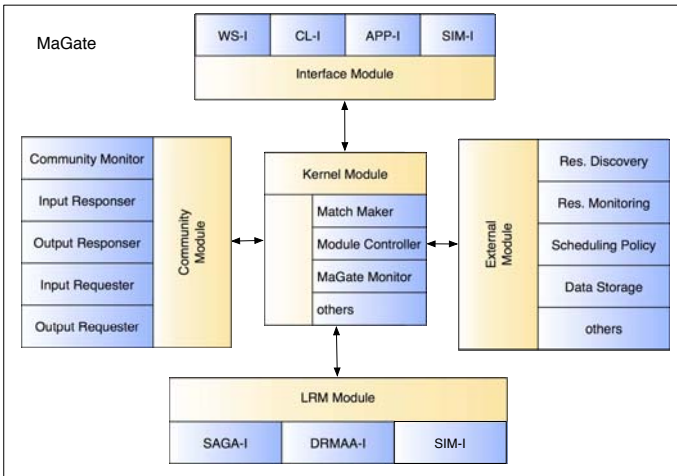 MaGate
WS-I
CL-I
APP-I
SIM-I
Interface Module
Community Monitor
Input Responser
Output Responser
Input Requester
Output Requester
Community
Module
Kernel Module
Match Maker
Module Controller
MaGate Monitor
others
External
Module
Res. Discovery
Res. Monitoring
Scheduling Policy
Data Storage
others
LRM Module
SAGA-I
DRMAA-I
SIM-I